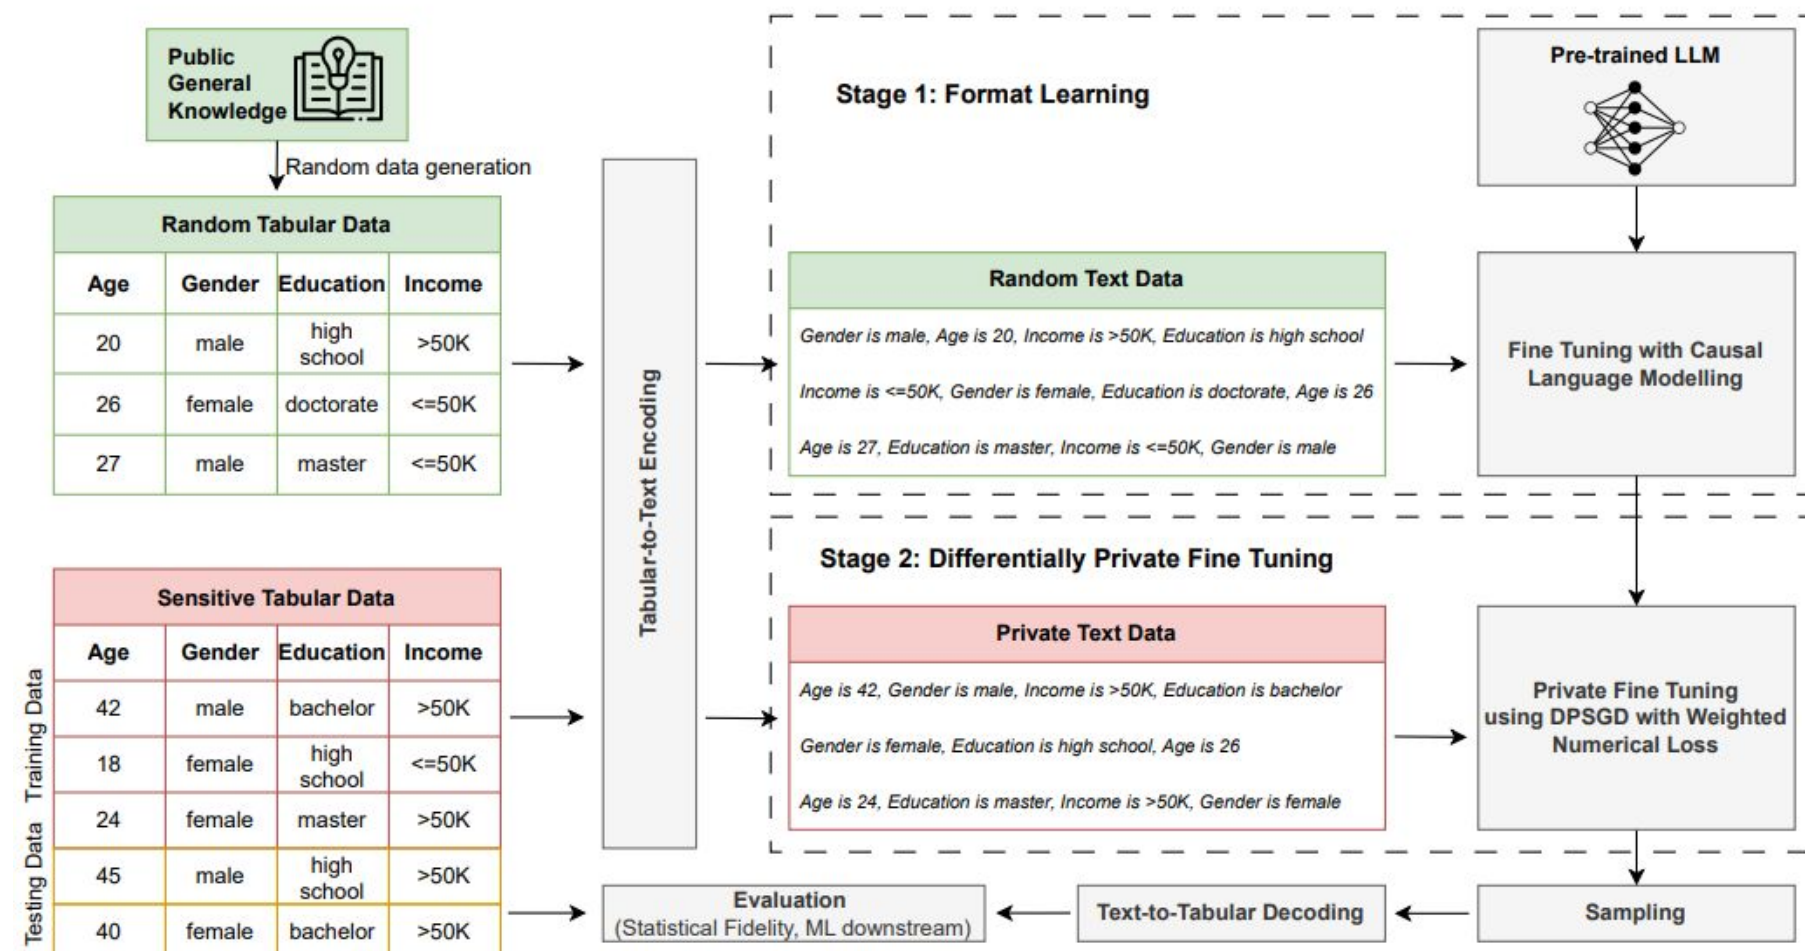 Public
General
Knowledge
Random data generation
Random Tabular Data
Age Gender Education Income
20 male high school >50K
26 female doctorate <=50K
27 male master <=50K
Sensitive Tabular Data
Age Gender Education Income
42 male bachelor >50K
18 female high school <=50K
24 female master >50K
45 male high school >50K
40 female bachelor >50K
Training Data
Testing Data
Tabular-to-Text Encoding
Stage 1: Format Learning
Pre-trained LLM
Random Text Data
Gender is male, Age is 20, Income is >50K, Education is high school
Income is <=50K, Gender is female, Education is doctorate, Age is 26
Age is 27, Education is master, Income is <=50K, Gender is male
Fine Tuning with Causal
Language Modelling
Stage 2: Differentially Private Fine Tuning
Private Text Data
Age is 42, Gender is male, Income is >50K, Education is bachelor
Gender is female, Education is high school, Age is 26
Age is 24, Education is master, Income is >50K, Gender is female
Private Fine Tuning
using DPSGD with Weighted
Numerical Loss
Sampling
Text-to-Tabular Decoding
Evaluation
(Statistical Fidelity, ML downstream)